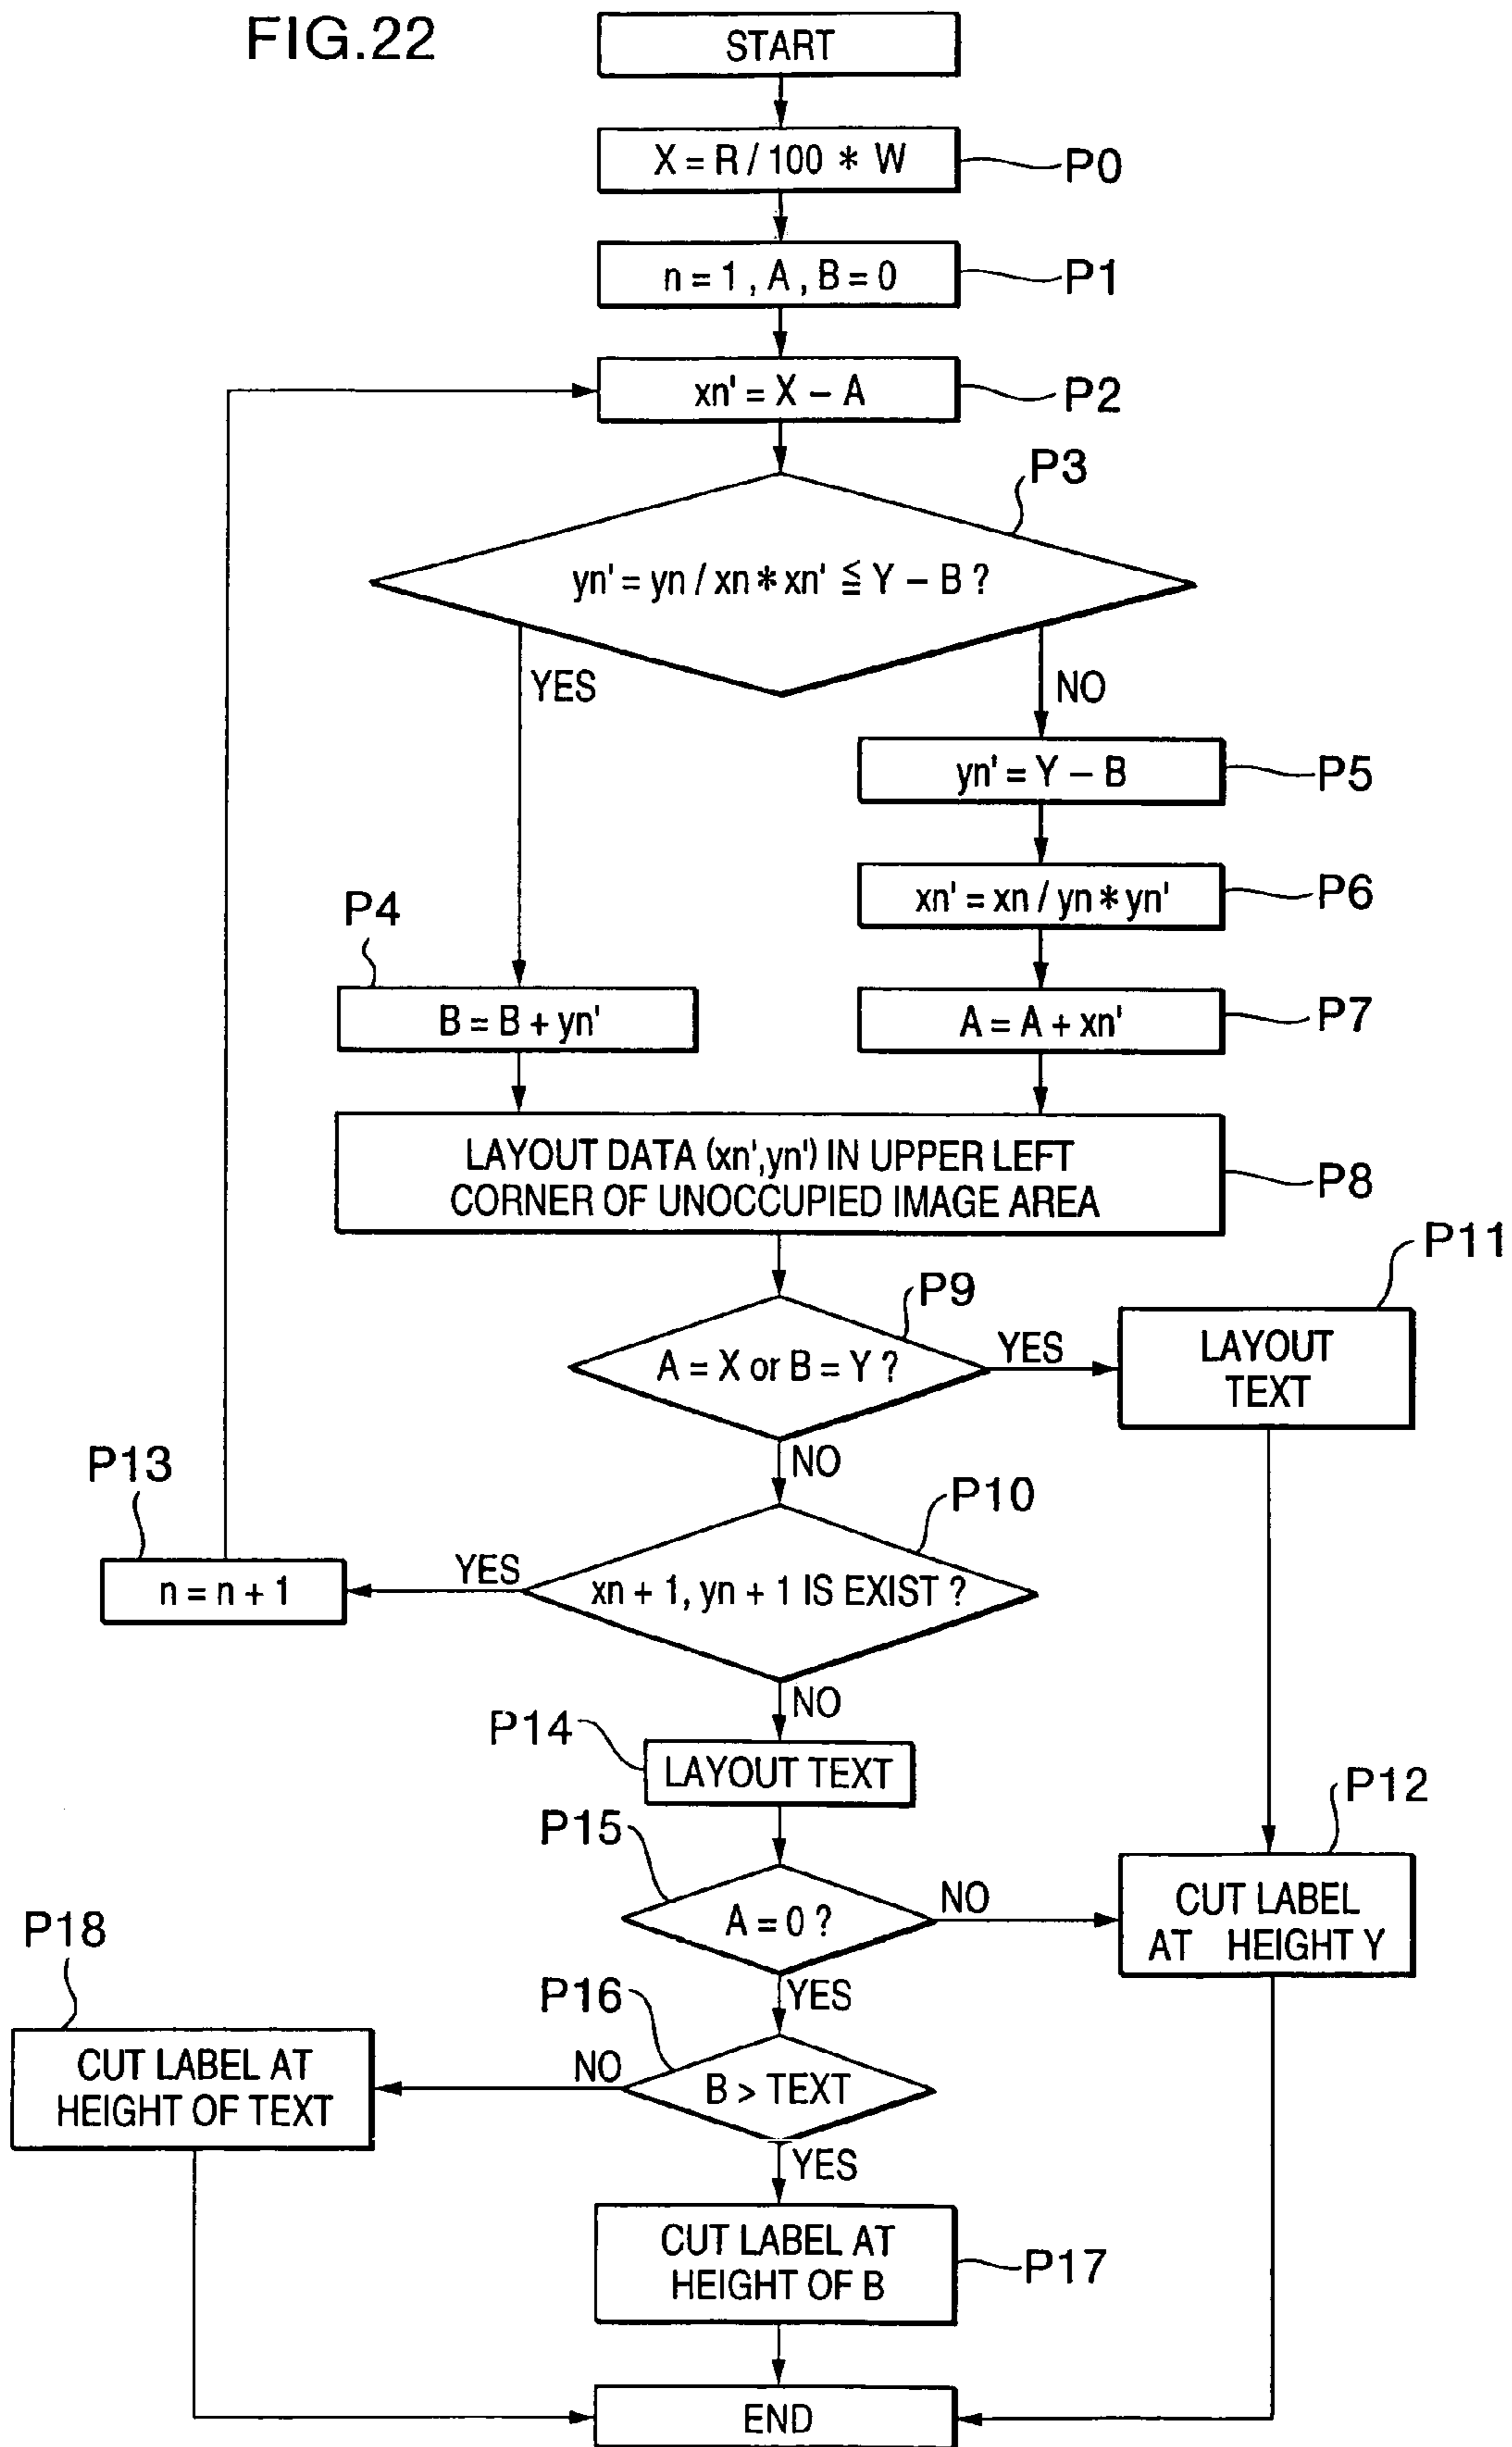 FIG.22
START
X = R / 100 * W
P0
n = 1 , A , B = 0
P1
xn' = X – A
P2
P3
yn' = yn / xn * xn' ≦ Y – B ?
YES
NO
yn' = Y – B
P5
xn' = xn / yn * yn'
P6
P4
B = B + yn'
A = A + xn'
P7
LAYOUT DATA (xn',yn') IN UPPER LEFT
CORNER OF UNOCCUPIED IMAGE AREA
P8
P9
A = X or B = Y ?
YES
P11
LAYOUT
TEXT
NO
P13
n = n + 1
YES
P10
xn + 1, yn + 1 IS EXIST ?
NO
P14
LAYOUT TEXT
P15
A = 0 ?
NO
P12
CUT LABEL
AT HEIGHT Y
YES
P16
B > TEXT
NO
P18
CUT LABEL AT
HEIGHT OF TEXT
YES
CUT LABEL AT
HEIGHT OF B
P17
END